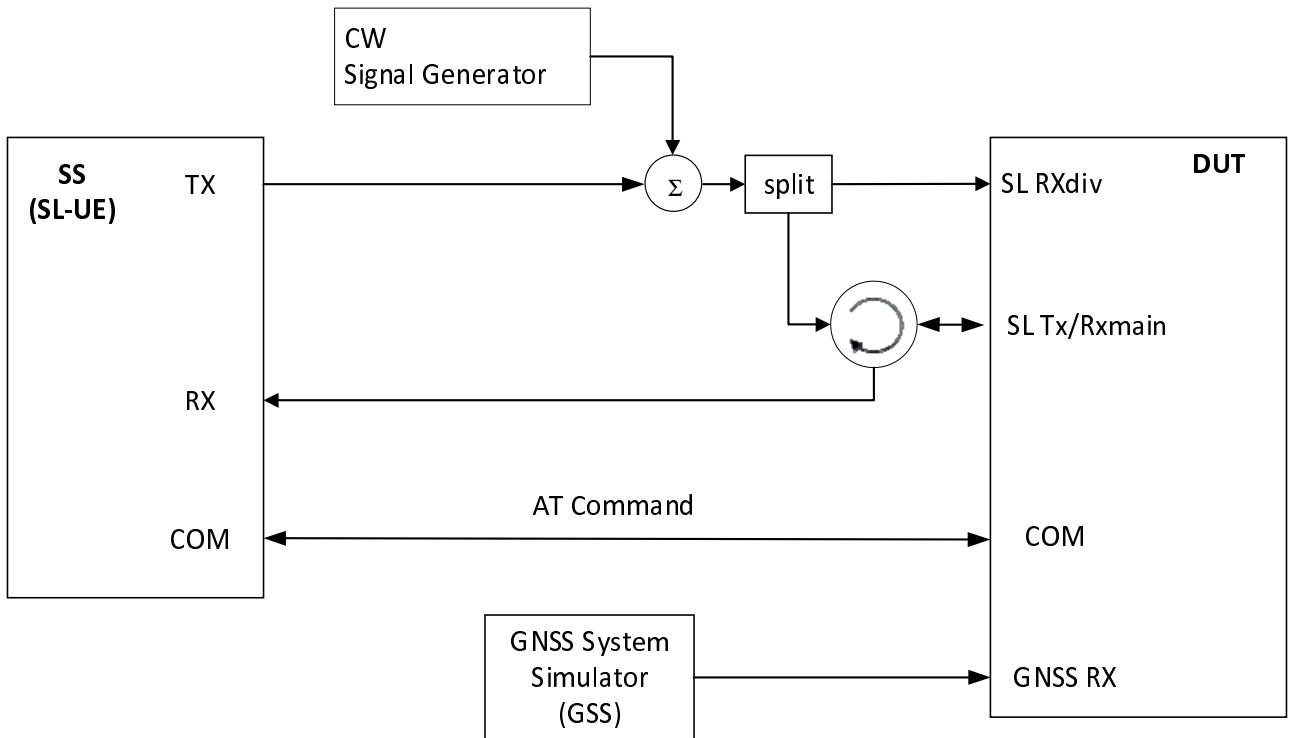 CW
Signal Generator
SS
(SL-UE)
TX
Σ
split
SL RXdiv
DUT
SL Tx/Rxmain
RX
AT Command
COM
COM
GNSS System
Simulator
(GSS)
GNSS RX